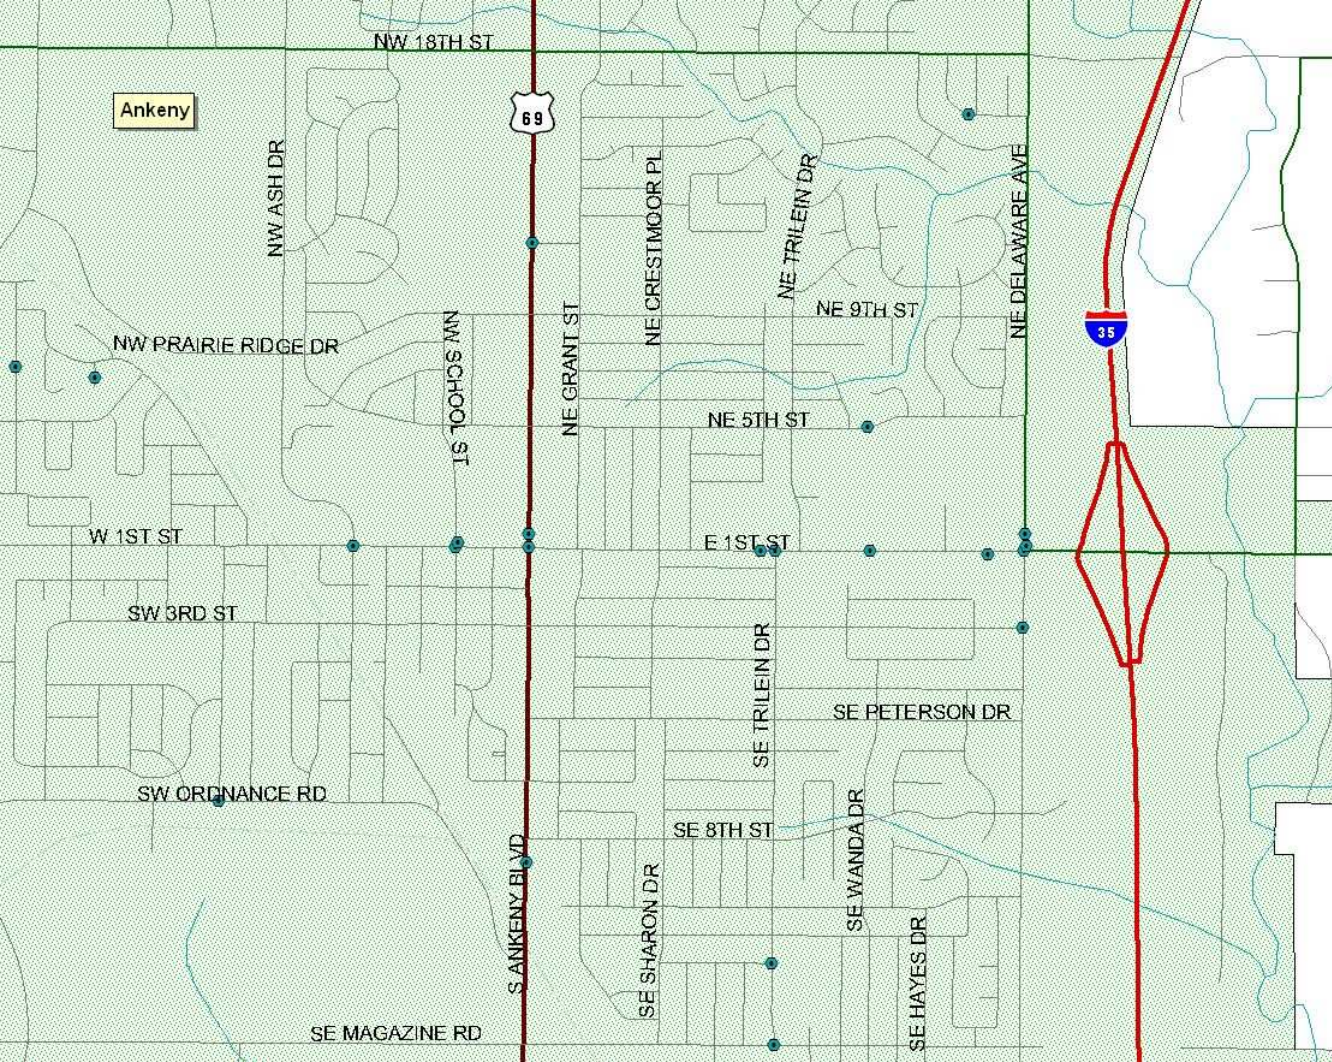 NW 18TH ST
Ankeny
69
NW ASH DR
NE CRESTMOOR PL
NE TRILEIN DR
NE DELAWARE AVE
NE 9TH ST
35
NW PRAIRIE RIDGE DR
NW SCHOOL ST
NE GRANT ST
NE 5TH ST
W 1ST ST
E 1ST ST
SW 3RD ST
SE TRILEIN DR
SE PETERSON DR
SW ORDNANCE RD
SE 8TH ST
SE WANDA DR
S ANKENY BLVD
SE SHARON DR
SE HAYES DR
SE MAGAZINE RD